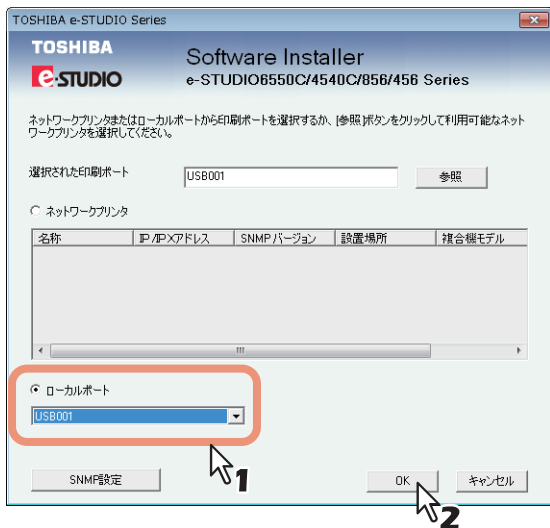 TOSHIBA e-STUDIO Series
TOSHIBA
e-STUDIO
Software Installer
e-STUDIO6550C/4540C/856/456 Series
ネットワークプリンタまたはローカルポートから印刷ポートを選択するか、[参照]ボタンをクリックして利用可能なネット
ワークプリンタを選択してください。
選択された印刷ポート USB001 参照
ネットワークプリンタ
名称 IP/IPXアドレス SNMPバージョン 設置場所 複合機モデル
ローカルポート
USB001
1
SNMP設定 OK キャンセル
2